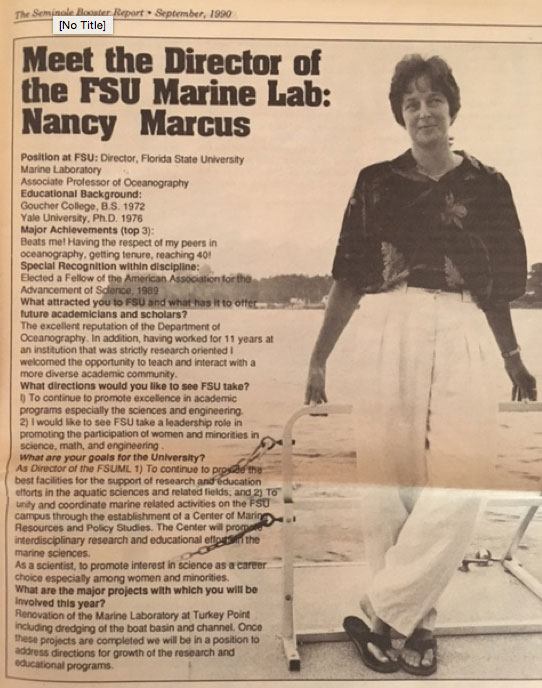 The Seminole Booster Report • September, 1990
[No Title]
Meet the Director of
the FSU Marine Lab:
Nancy Marcus
Position at FSU: Director, Florida State University
Marine Laboratory
Associate Professor of Oceanography
Educational Background:
Goucher College, B.S. 1972
Yale University, Ph.D. 1976
Major Achievements (top 3):
Beats me! Having the respect of my peers in
oceanography, getting tenure, reaching 40!
Special Recognition within discipline:
Elected a Fellow of the American Association for the
Advancement of Science, 1989
What attracted you to FSU and what has it to offer
future academicians and scholars?
The excellent reputation of the Department of
Oceanography. In addition, having worked for 11 years at
an institution that was strictly research oriented I
welcomed the opportunity to teach and interact with a
more diverse academic community.
What directions would you like to see FSU take?
I) To continue to promote excellence in academic
programs especially the sciences and engineering.
2) I would like to see FSU take a leadership role in
promoting the participation of women and minorities in
science, math, and engineering .
What are your goals for the University?
As Director of the FSUML 1) To continue to provide the
best facilities for the support of research and education
efforts in the aquatic sciences and related fields; and 2) To
unity and coordinate marine related activities on the FSU
campus through the establishment of a Center of Marine
Resources and Policy Studies. The Center will promote
interdisciplinary research and educational efforts in the
marine sciences.
As a scientist, to promote interest in science as a career
choice especially among women and minorities.
What are the major projects with which you will be
involved this year?
Renovation of the Marine Laboratory at Turkey Point
including dredging of the boat basin and channel. Once
these projects are completed we will be in a position to
address directions for growth of the research and
educational programs.